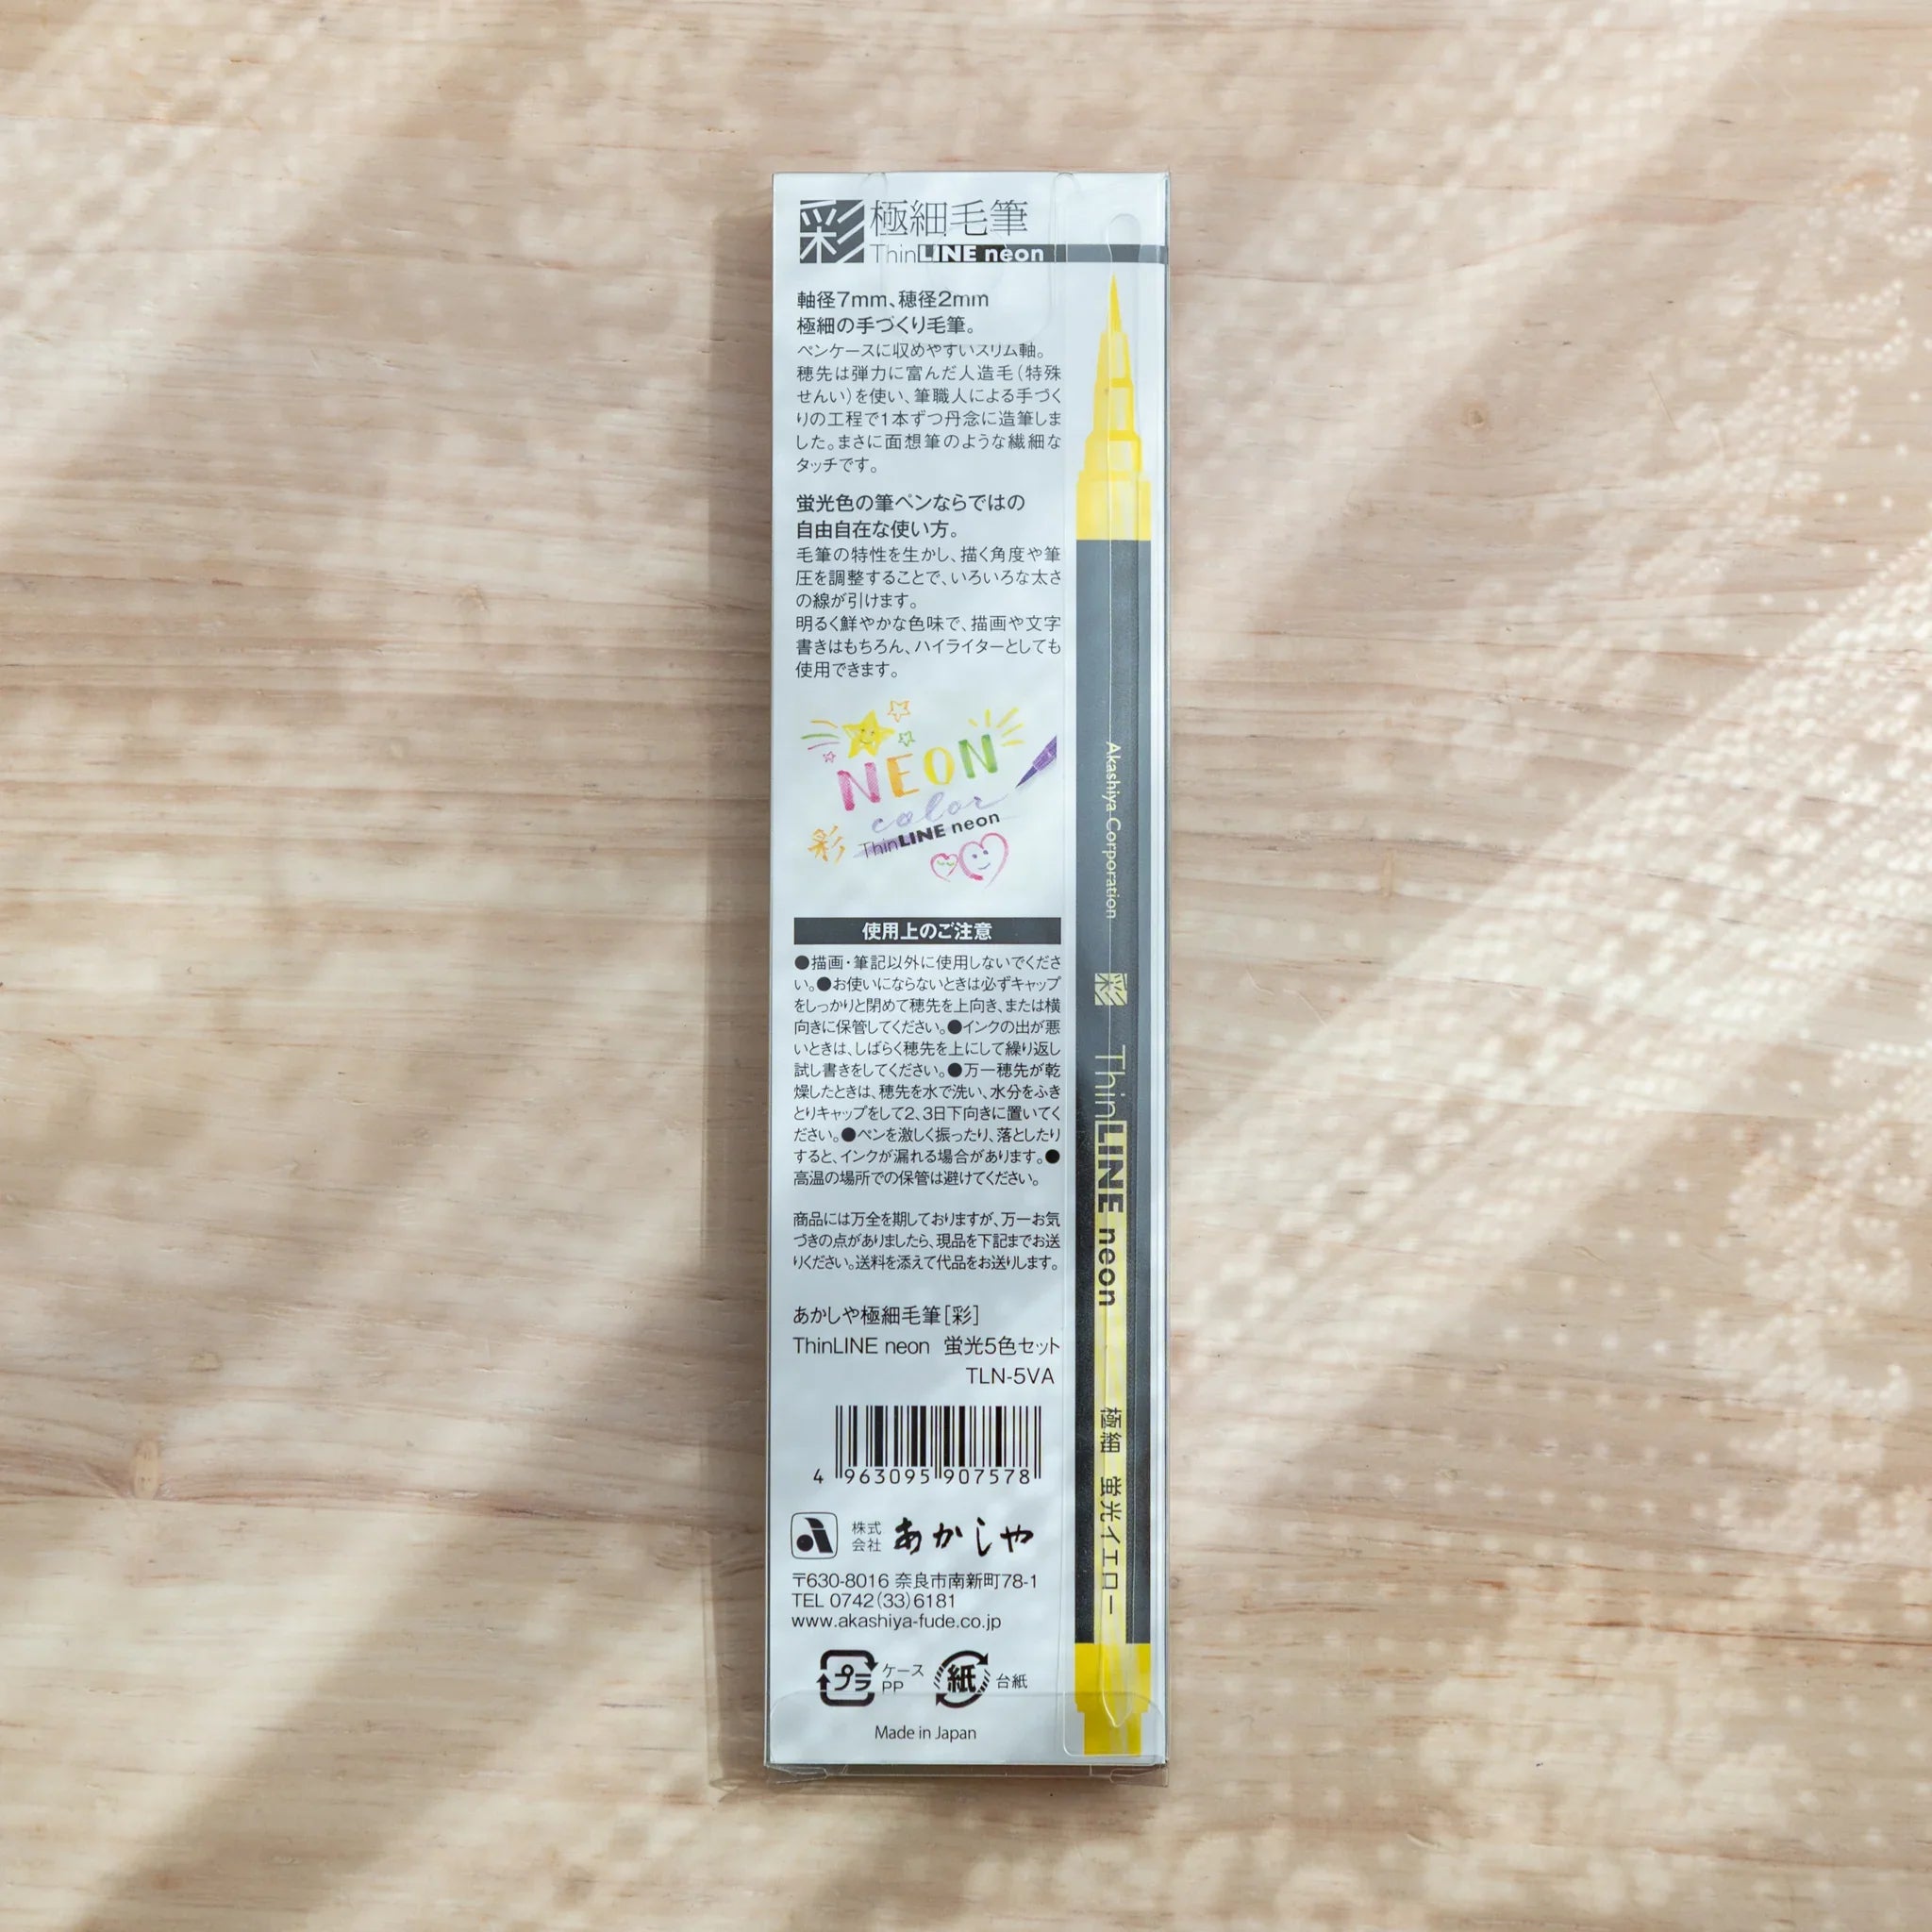 彩 極細毛筆
ThinLINE neon
軸径7mm、穂径2mm
極細の手づくり毛筆。
ペンケースに収めやすいスリム軸。
穂先は弾力に富んだ人造毛(特殊
せんい)を使い、筆職人による手づく
りの工程で1本ずつ丹念に造筆しま
した。まさに面想筆のような繊細な
タッチです。
蛍光色の筆ペンならではの
自由自在な使い方。
毛筆の特性を生かし、描く角度や筆
圧を調整することで、いろいろな太さ
の線が引けます。
明るく鮮やかな色味で、描画や文字
書きはもちろん、ハイライターとしても
使用できます。
NEON
color
彩 ThinLINE neon
使用上のご注意
●描画・筆記以外に使用しないでくださ
い。●お使いにならないときは必ずキャップ
をしっかりと閉めて穂先を上向き、または横
向きに保管してください。●インクの出が悪
いときは、しばらく穂先を上にして繰り返し
試し書きをしてください。●万一穂先が乾
燥したときは、穂先を水で洗い、水分をふき
とりキャップをして2、3日下向きに置いてく
ださい。●ペンを激しく振ったり、落としたり
すると、インクが漏れる場合があります。●
高温の場所での保管は避けてください。
商品には万全を期しておりますが、万一お気
づきの点がありましたら、現品を下記までお送
りください。送料を添えて代品をお送りします。
あかしや極細毛筆[彩]
ThinLINE neon 蛍光5色セット
TLN-5VA
4 963095 907578
株式
会社 あかしや
〒630-8016 奈良市南新町78-1
TEL 0742(33)6181
www.akashiya-fude.co.jp
プラ ケース
PP
紙 台紙
Made in Japan
Akashiya Corporation 彩 ThinLINE neon 極細 蛍光イエロー